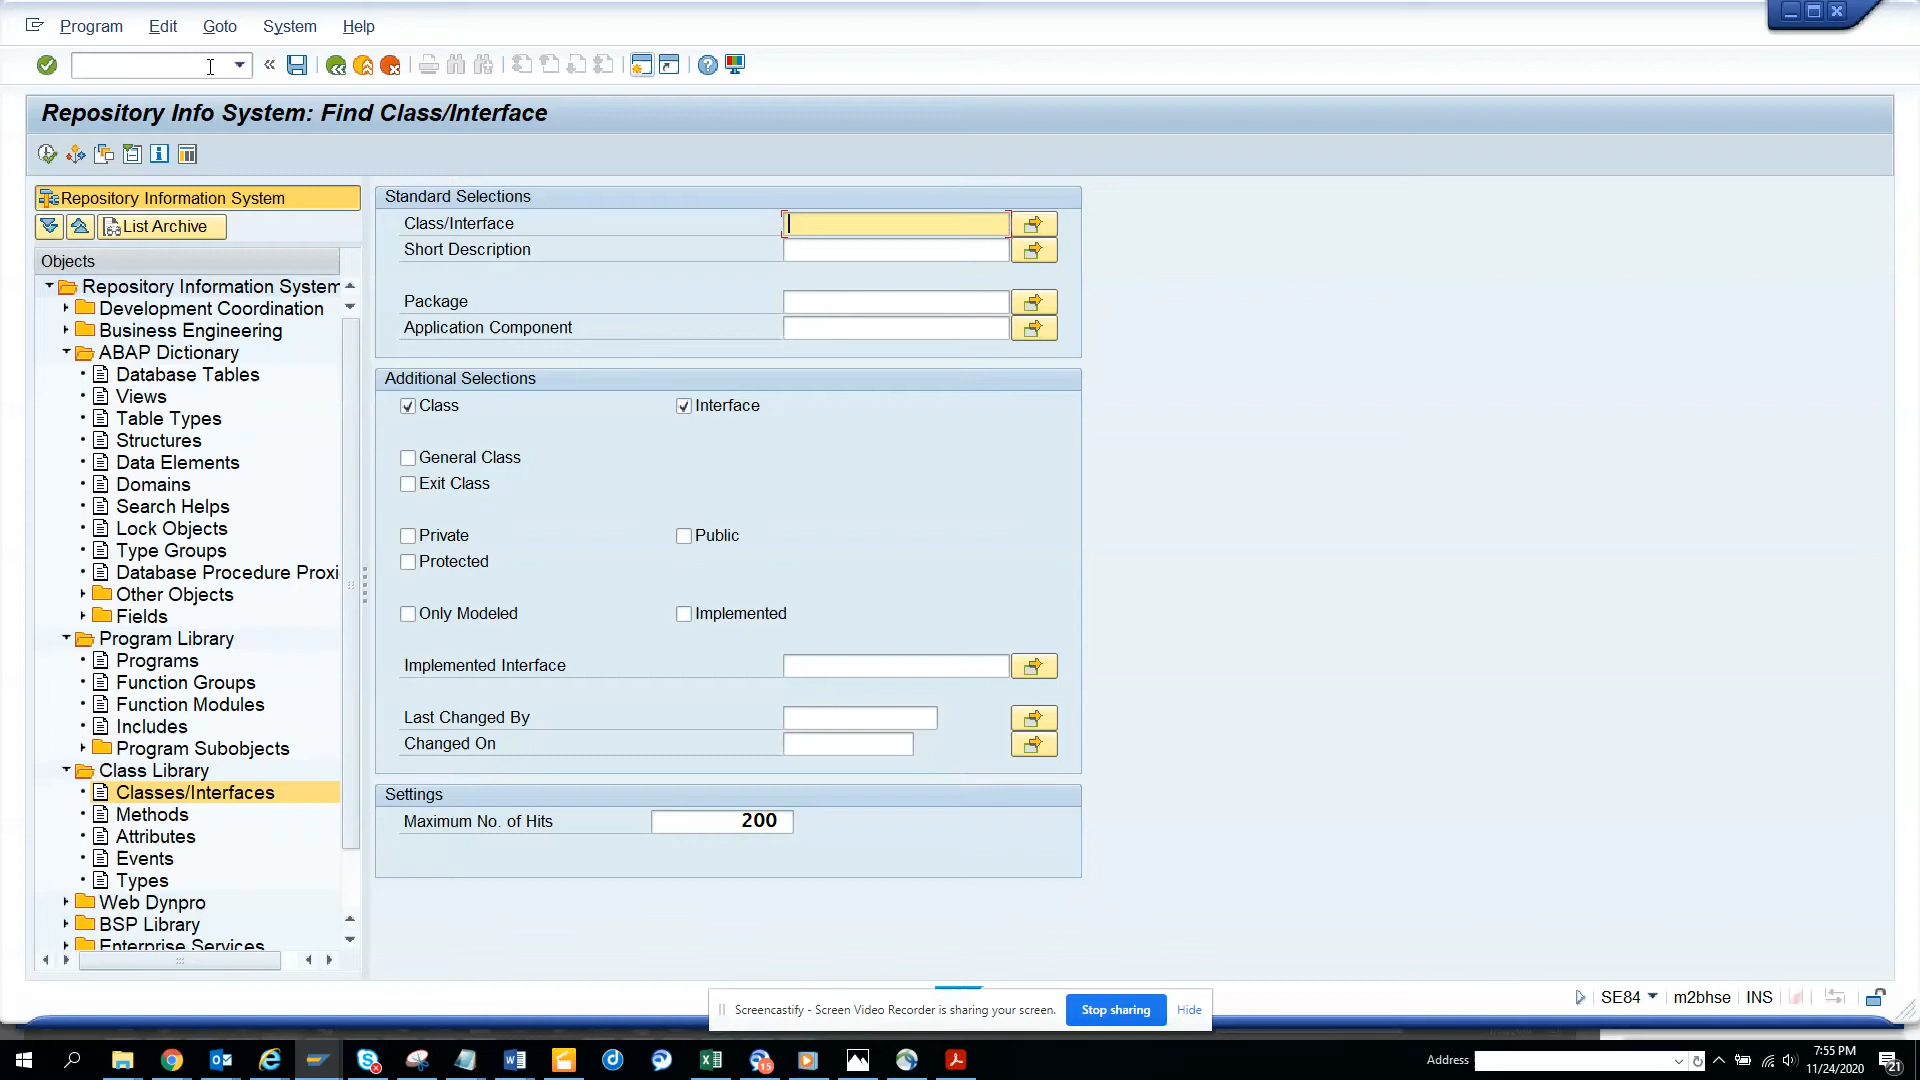 Program Edit Goto System Help
Repository Info System: Find Class/Interface
Repository Information System
List Archive
Objects
Repository Information System
Development Coordination
Business Engineering
ABAP Dictionary
Database Tables
Views
Table Types
Structures
Data Elements
Domains
Search Helps
Lock Objects
Type Groups
Database Procedure Proxi
Other Objects
Fields
Program Library
Programs
Function Groups
Function Modules
Includes
Program Subobjects
Class Library
Classes/Interfaces
Methods
Attributes
Events
Types
Web Dynpro
BSP Library
Enterprise Services
Standard Selections
Class/Interface
Short Description
Package
Application Component
Additional Selections
Class Interface
General Class
Exit Class
Private Public
Protected
Only Modeled Implemented
Implemented Interface
Last Changed By
Changed On
Settings
Maximum No. of Hits 200
SE84 m2bhse INS
Screencastify - Screen Video Recorder is sharing your screen. Stop sharing Hide
Address
7:55 PM
11/24/2020
15
21